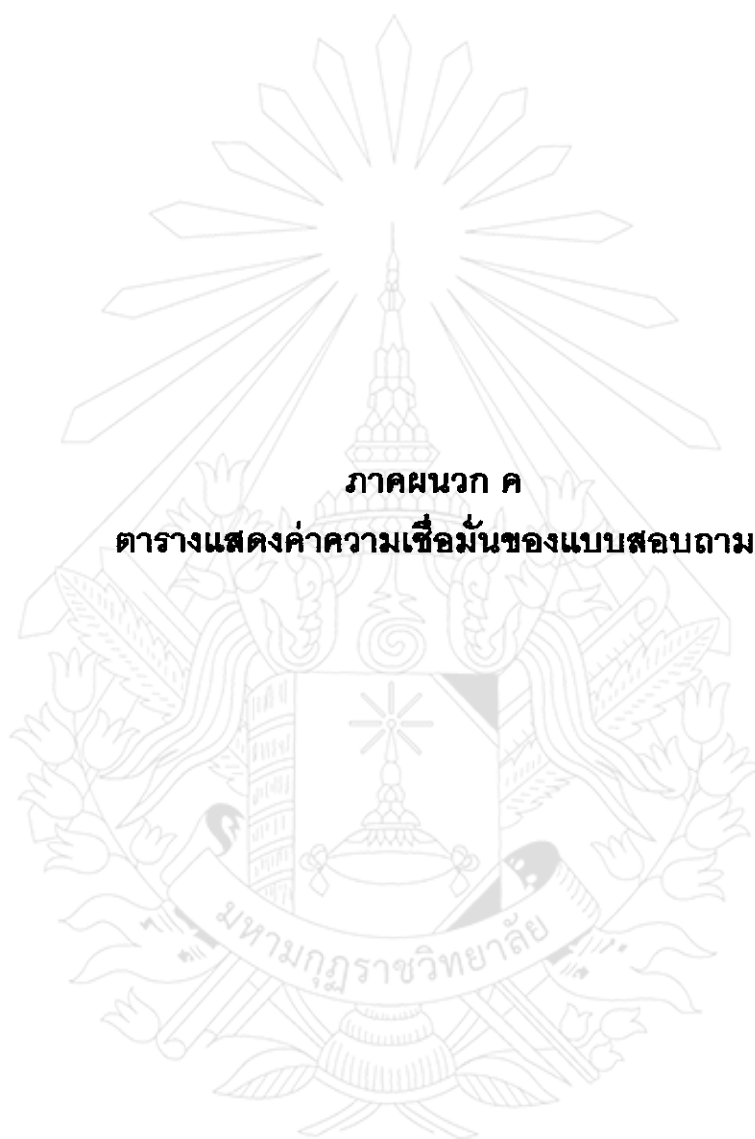 ภาคผนวก ค
ตารางแสดงค่าความเชื่อมั่นของแบบสอบถาม
มหามกุฏราชวิทยาลัย